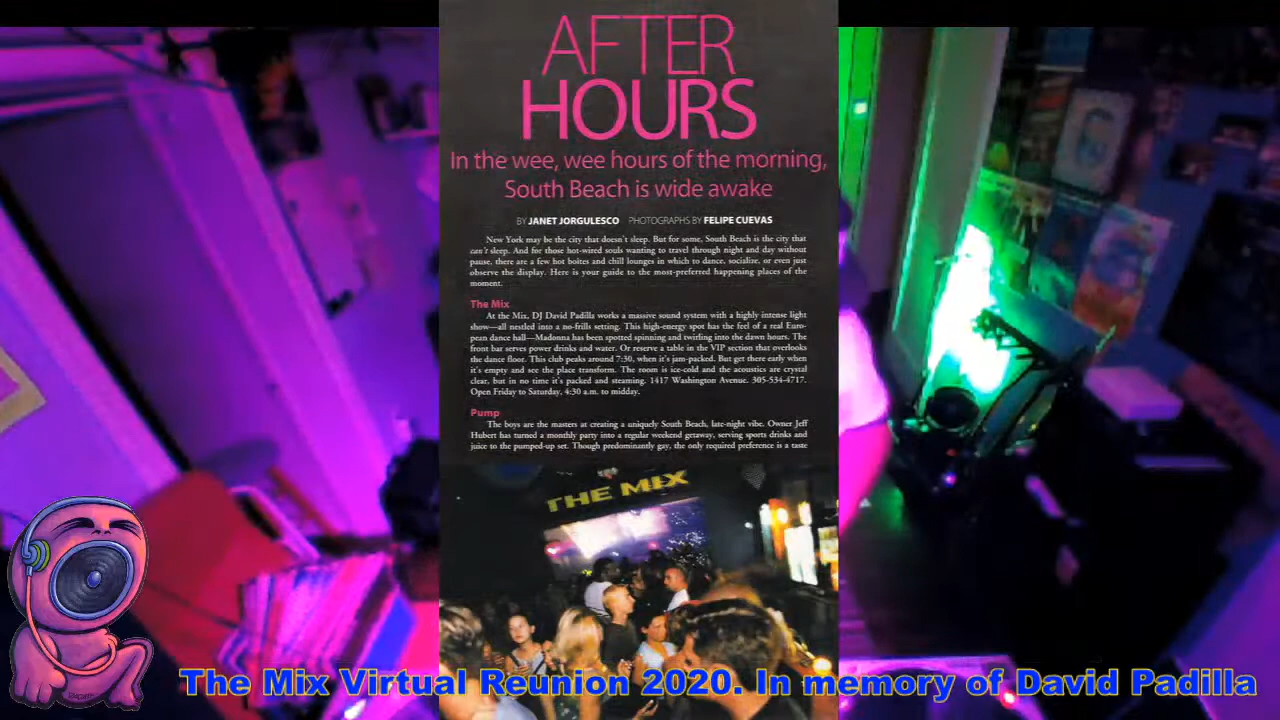 AFTER
HOURS
In the wee, wee hours of the morning,
South Beach is wide awake
BY JANET JORGULESCO PHOTOGRAPHS BY FELIPE CUEVAS
New York may be the city that doesn't sleep. But for some, South Beach is the city that
can't sleep. And for those hot-wired souls wanting to travel through night and day without
pause, there are a few hot boites and chill lounges in which to dance, socialize, or even just
observe the display. Here is your guide to the most-preferred happening places of the
moment.
The Mix
At the Mix, DJ David Padilla works a massive sound system with a highly intense light
show—all nestled into a no-frills setting. This high-energy spot has the feel of a real Euro-
pean dance hall—Madonna has been spotted spinning and twirling into the dawn hours. The
front bar serves power drinks and water. Or reserve a table in the VIP section that overlooks
the dance floor. This club peaks around 7:30, when it's jam-packed. But get there early when
it's empty and see the place transform. The room is ice-cold and the acoustics are crystal
clear, but in no time it's packed and steaming. 1417 Washington Avenue. 305-534-4717.
Open Friday to Saturday, 4:30 a.m. to midday.
Pump
The boys are the masters at creating a uniquely South Beach, late-night vibe. Owner Jeff
Hubert has turned a monthly party into a regular weekend getaway, serving sports drinks and
juice to the pumped-up set. Though predominantly gay, the only required preference is a taste
THE MIX
The Mix Virtual Reunion 2020. In memory of David Padilla